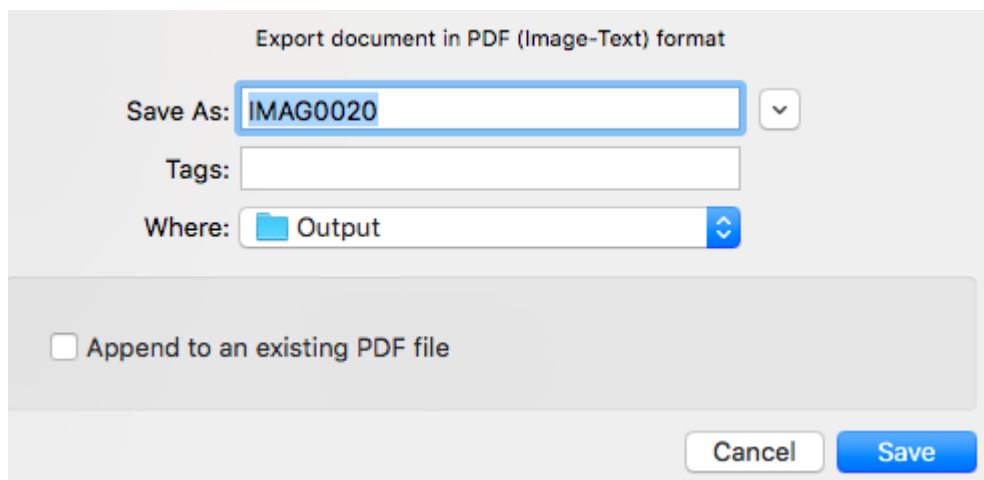 Export document in PDF (Image-Text) format
Save As: IMAG0020
Tags:
Where: Output
Append to an existing PDF file
Cancel Save